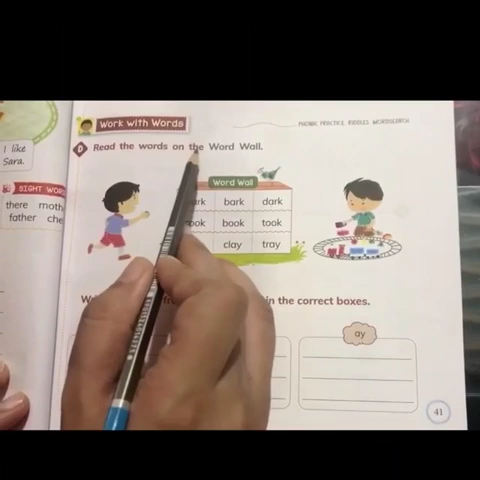 Work with Words
PHONIC PRACTICE, RIDDLES, WORDSEARCH
D Read the words on the Word Wall.
I like
Sara.
SIGHT WOR
there moth
father che
Word Wall
ark bark dark
ook book took
clay tray
in the correct boxes.
ay
41